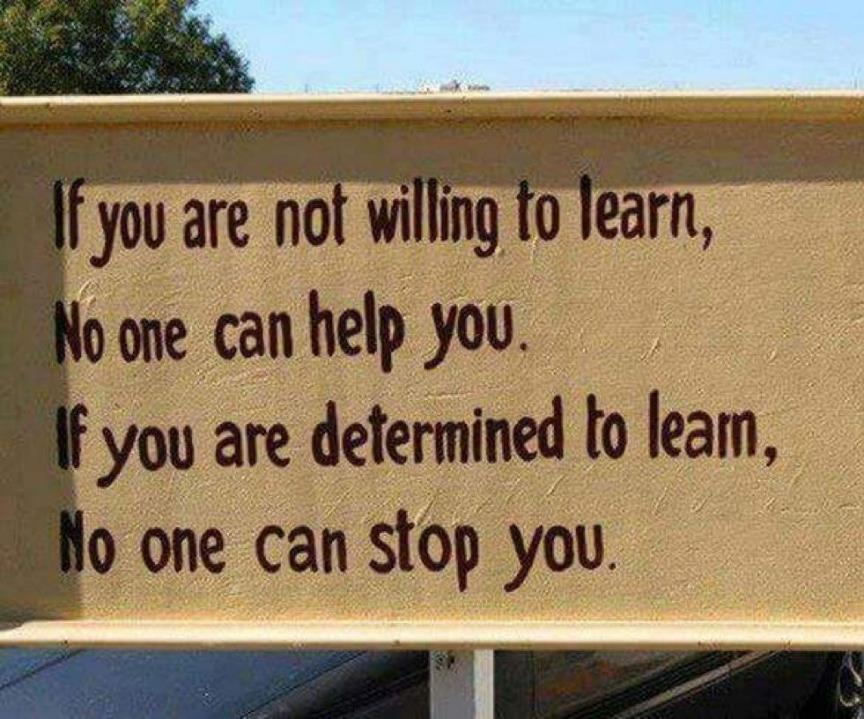 If you are not willing to learn,
No one can help you.
If you are determined to learn,
No one can stop you.